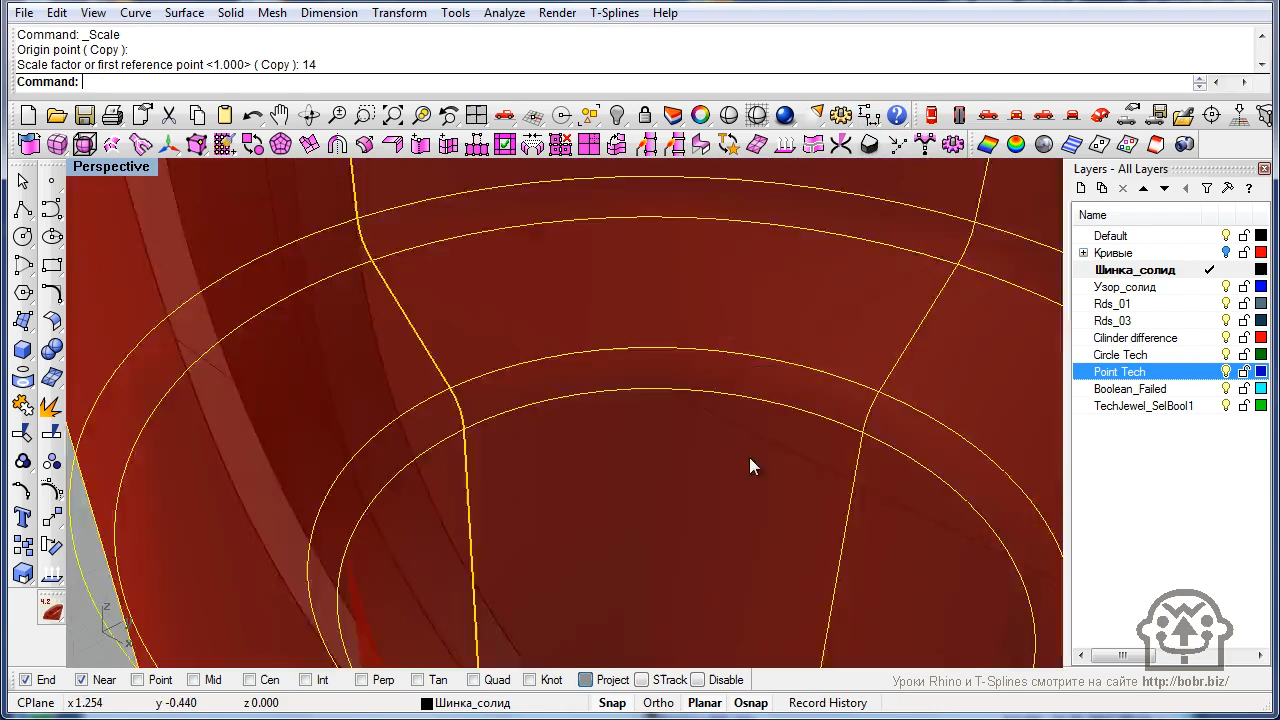 File Edit View Curve Surface Solid Mesh Dimension Transform Tools Analyze Render T-Splines Help
Command: _Scale
Origin point ( Copy ):
Scale factor or first reference point <1.000> ( Copy ): 14
Command:
Perspective
Layers - All Layers
Name
Default
Кривые
Шинка_солид
Узор_солид
Rds_01
Rds_03
Cilinder difference
Circle Tech
Point Tech
Boolean_Failed
TechJewel_SelBool1
4.2
z
x
End Near Point Mid Cen Int Perp Tan Quad Knot Project STrack Disable
Уроки Rhino и T-Splines смотрите на сайте http://bobr.biz/
CPlane x 1.254 y -0.440 z 0.000 Шинка_солид Snap Ortho Planar Osnap Record History